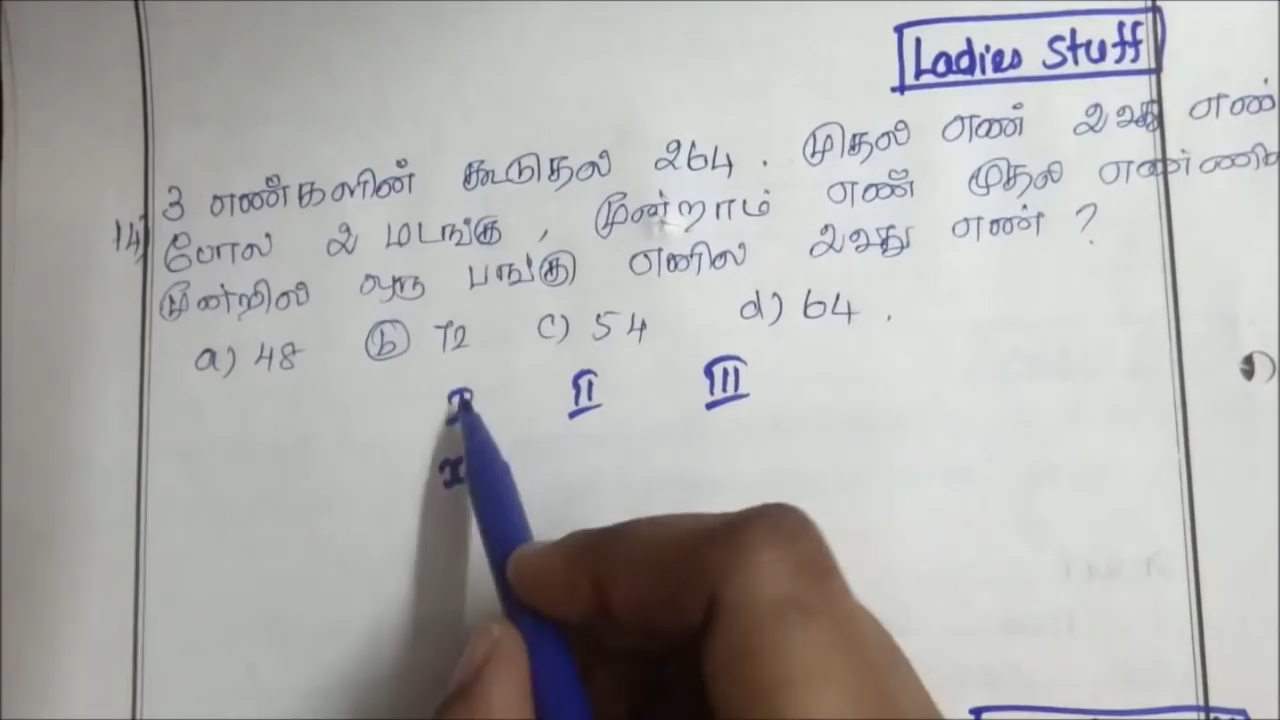 Ladies Stuff
3 எண்களின் கூடுதல் 264 . முதல் எண் 2வது எண்
14) போல 2 மடங்கு , மூன்றாம் எண் முதல்
மூன்றில் ஒரு பங்கு எனில் 2வது எண் ?
a) 48 b) 72 c) 54 d) 64 .
I II III
x